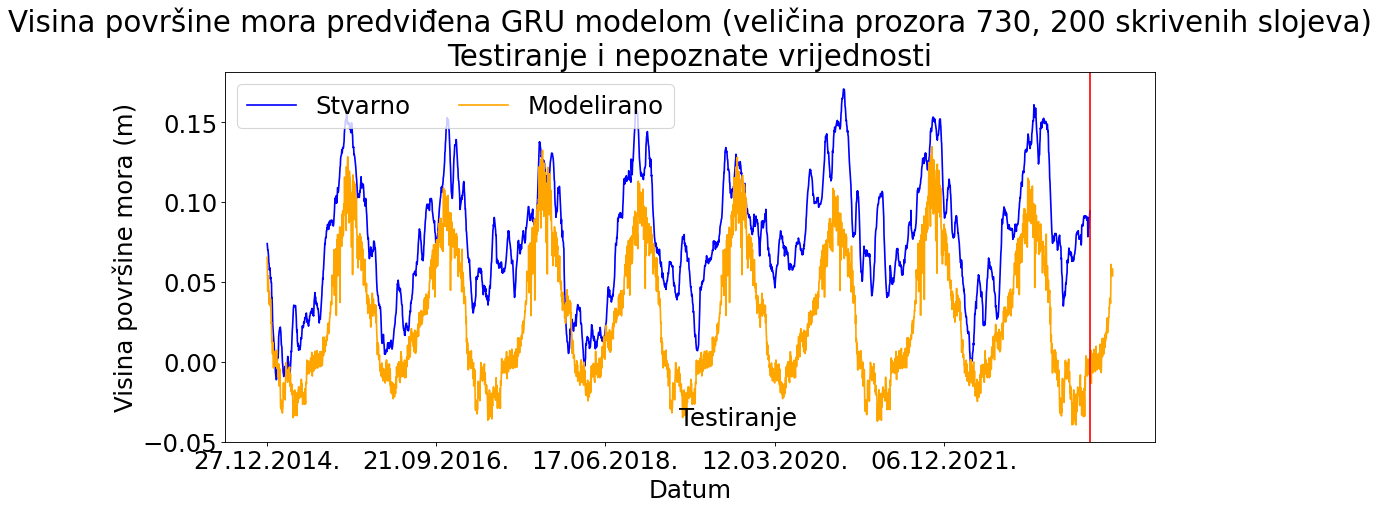 Visina površine mora predviđena GRU modelom (veličina prozora 730, 200 skrivenih slojeva)
Testiranje i nepoznate vrijednosti
Stvarno
Modelirano
Visina površine mora (m)
0.15
0.10
0.05
0.00
−0.05
Testiranje
27.12.2014.
21.09.2016.
17.06.2018.
12.03.2020.
06.12.2021.
Datum